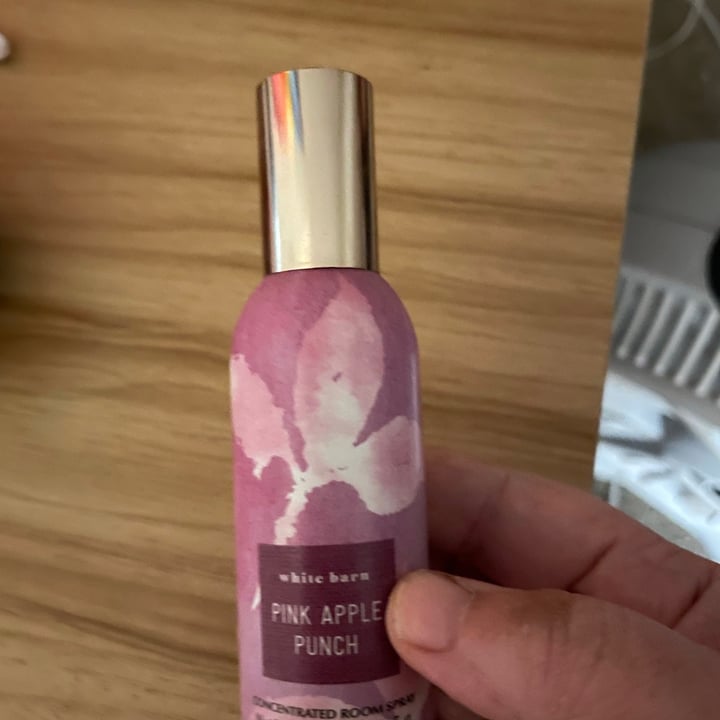 white barn
PINK APPLE
PUNCH
CONCENTRATED ROOM SPRAY